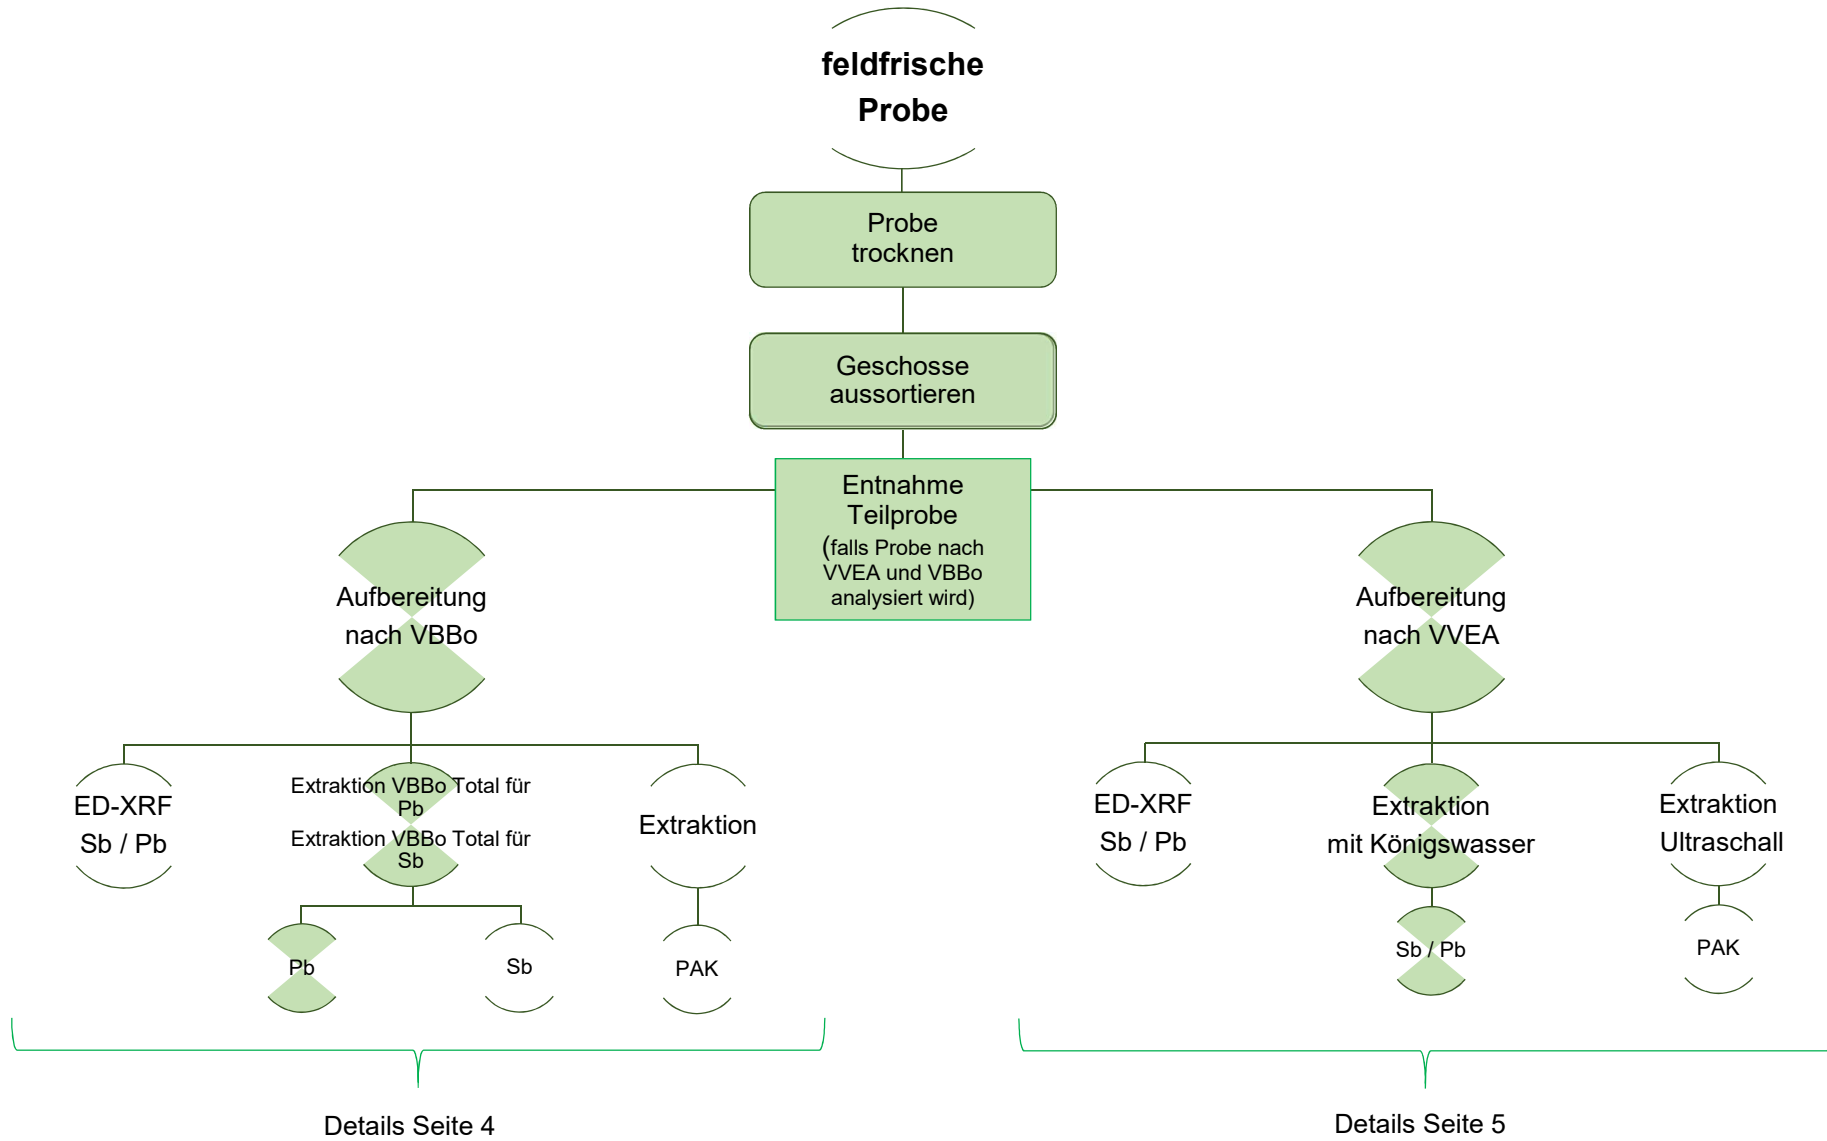 feldfrische
Probe
Probe
trocknen
Geschosse
aussortieren
Entnahme
Teilprobe
(falls Probe nach
VVEA und VBBo
analysiert wird)
Aufbereitung
nach VBBo
Aufbereitung
nach VVEA
ED-XRF
Sb / Pb
Extraktion VBBo Total für
Pb
Extraktion VBBo Total für
Sb
Extraktion
ED-XRF
Sb / Pb
Extraktion
mit Königswasser
Extraktion
Ultraschall
Pb
Sb
PAK
Sb / Pb
PAK
Details Seite 4
Details Seite 5